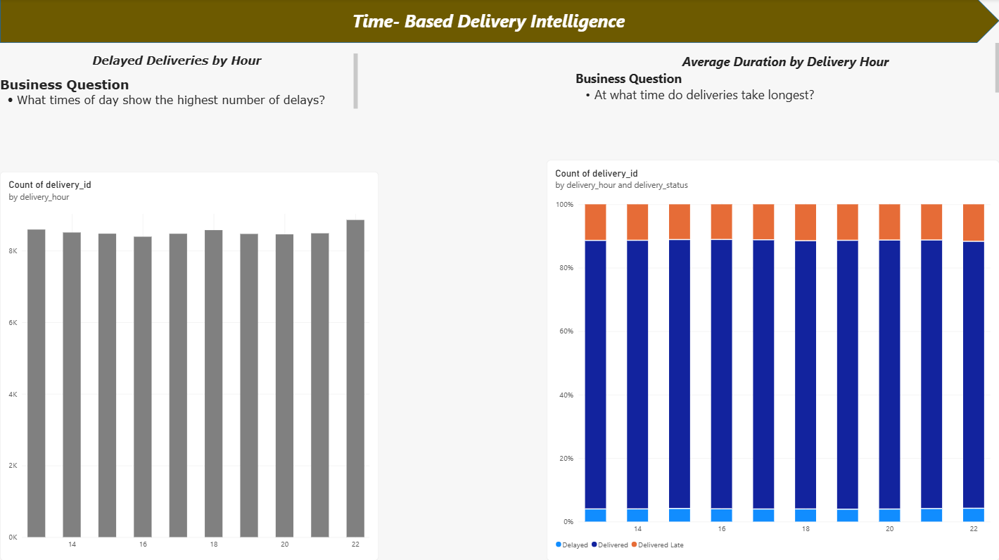 Time- Based Delivery Intelligence
Delayed Deliveries by Hour
Business Question
• What times of day show the highest number of delays?
Average Duration by Delivery Hour
Business Question
• At what time do deliveries take longest?
Count of delivery_id
by delivery_hour
8K
6K
4K
2K
0K
14 16 18 20 22
Count of delivery_id
by delivery_hour and delivery_status
100%
80%
60%
40%
20%
0%
14 16 18 20 22
Delayed Delivered Delivered Late